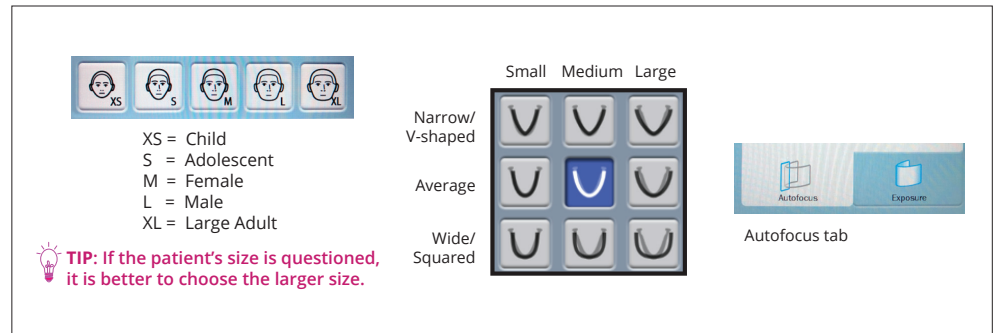 XS
S
M
L
XL
XS = Child
S = Adolescent
M = Female
L = Male
XL = Large Adult
TIP: If the patient's size is questioned,
it is better to choose the larger size.
Small Medium Large
Narrow/
V-shaped
Average
Wide/
Squared
Autofocus
Exposure
Autofocus tab